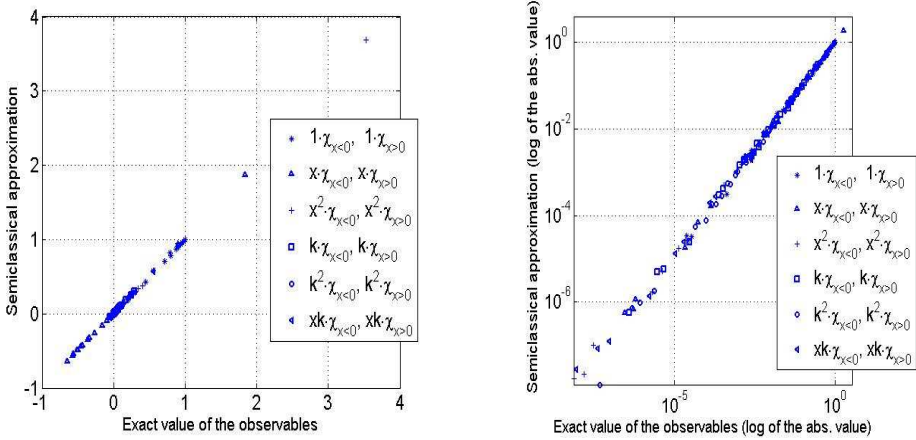 4
3
2
1
0
-1
-1 0 1 2 3 4
Semiclassical approximation
Exact value of the observables
1·χx<0, 1·χx>0
x·χx<0, x·χx>0
x²·χx<0, x²·χx>0
k·χx<0, k·χx>0
k²·χx<0, k²·χx>0
xk·χx<0, xk·χx>0
10⁰
10⁻²
10⁻⁴
10⁻⁶
10⁻⁵ 10⁰
Semiclassical approximation (log of the abs. value)
Exact value of the observables (log of the abs. value)
1·χx<0, 1·χx>0
x·χx<0, x·χx>0
x²·χx<0, x²·χx>0
k·χx<0, k·χx>0
k²·χx<0, k²·χx>0
xk·χx<0, xk·χx>0